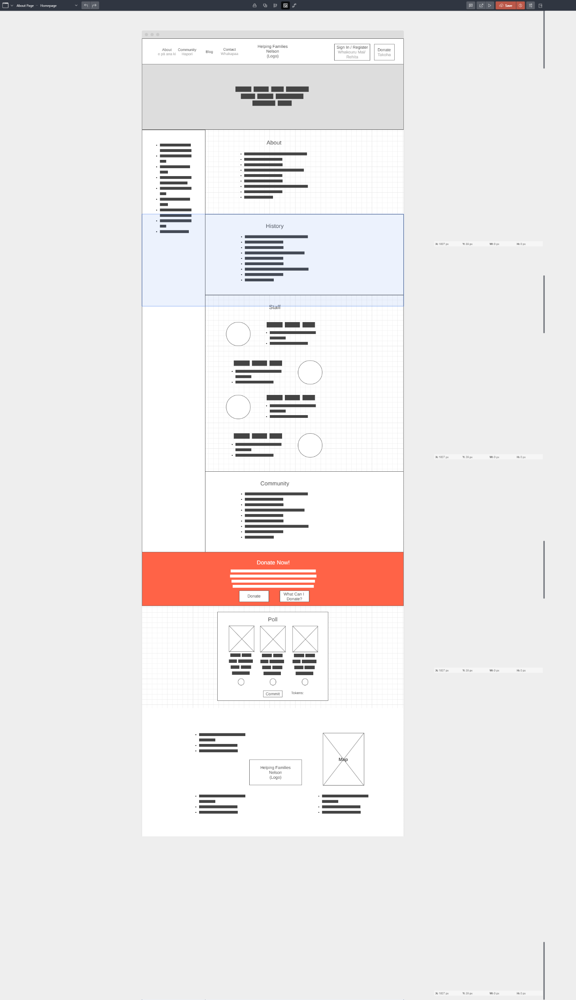 About Page – Homepage
Save
About
e pā ana ki
Community
Hapori
Blog
Contact
Whakapaa
Helping Families
Nelson
(Logo)
Sign In / Register
Whakouru Mai/
Rehita
Donate
Takoha
About
History
X: 1007 px Y: 39 px W: 0 px H: 0 px
Staff
X: 1007 px Y: 39 px W: 0 px H: 0 px
Community
Donate Now!
Donate
What Can I
Donate?
Poll
X: 1007 px Y: 39 px W: 0 px H: 0 px
Commit
Tokens:
Map
Helping Families
Nelson
(Logo)
X: 1007 px Y: 39 px W: 0 px H: 0 px